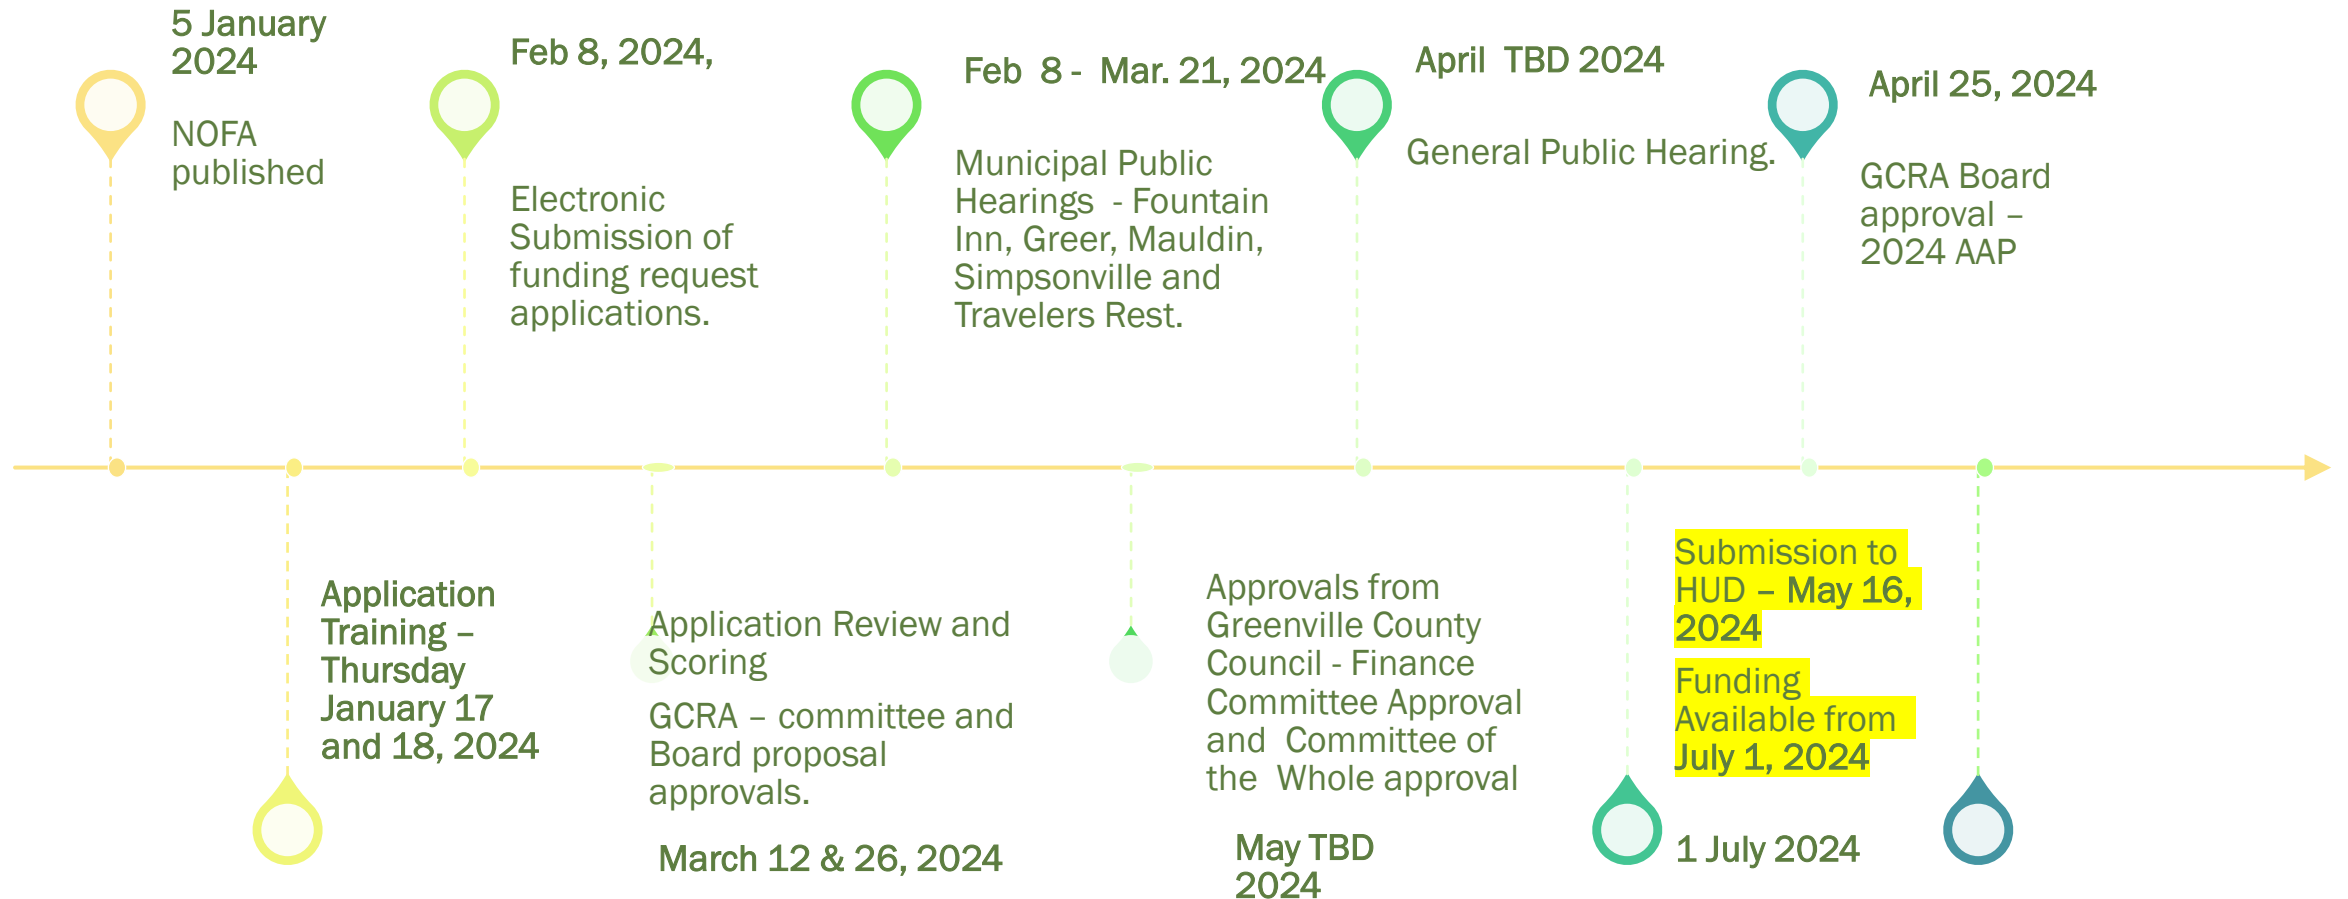 5 January
2024
NOFA
published
Feb 8, 2024,
Electronic
Submission of
funding request
applications.
Feb 8 - Mar. 21, 2024
Municipal Public
Hearings - Fountain
Inn, Greer, Mauldin,
Simpsonville and
Travelers Rest.
April TBD 2024
General Public Hearing.
April 25, 2024
GCRA Board
approval –
2024 AAP
Application
Training –
Thursday
January 17
and 18, 2024
Application Review and
Scoring
GCRA – committee and
Board proposal
approvals.
March 12 & 26, 2024
Approvals from
Greenville County
Council - Finance
Committee Approval
and Committee of
the Whole approval
May TBD
2024
Submission to
HUD – May 16,
2024
Funding
Available from
July 1, 2024
1 July 2024